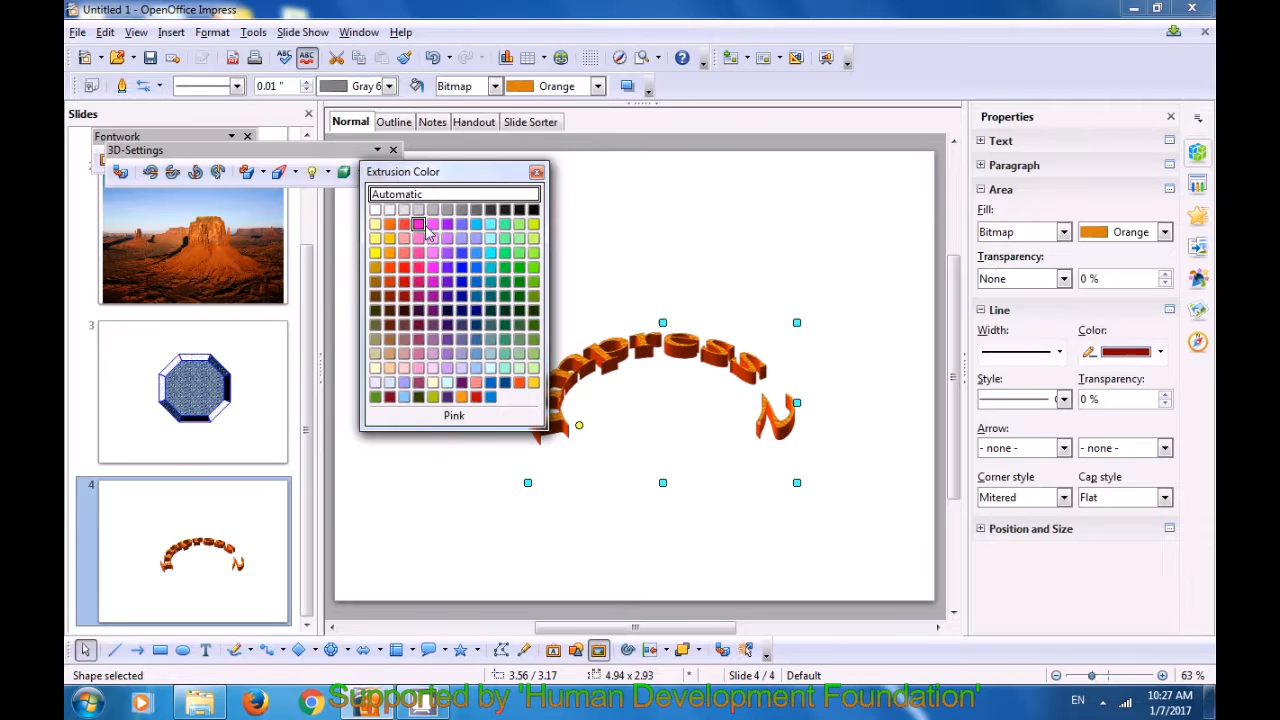 Untitled 1 - OpenOffice Impress
File Edit View Insert Format Tools Slide Show Window Help
0.01 " Gray 6 Bitmap Orange
Slides
Normal Outline Notes Handout Slide Sorter
Properties
Fontwork
3D-Settings
Extrusion Color
Automatic
Pink
3
4
Text
Paragraph
Area
Fill:
Bitmap Orange
Transparency:
None 0 %
Line
Width: Color:
Style: Transparency:
0 %
Arrow:
- none - - none -
Corner style Cap style
Mitered Flat
Position and Size
Shape selected 3.56 / 3.17 4.94 x 2.93 * Slide 4 / 4 Default 63 %
EN 10:27 AM
1/7/2017
Supported by 'Human Development Foundation'